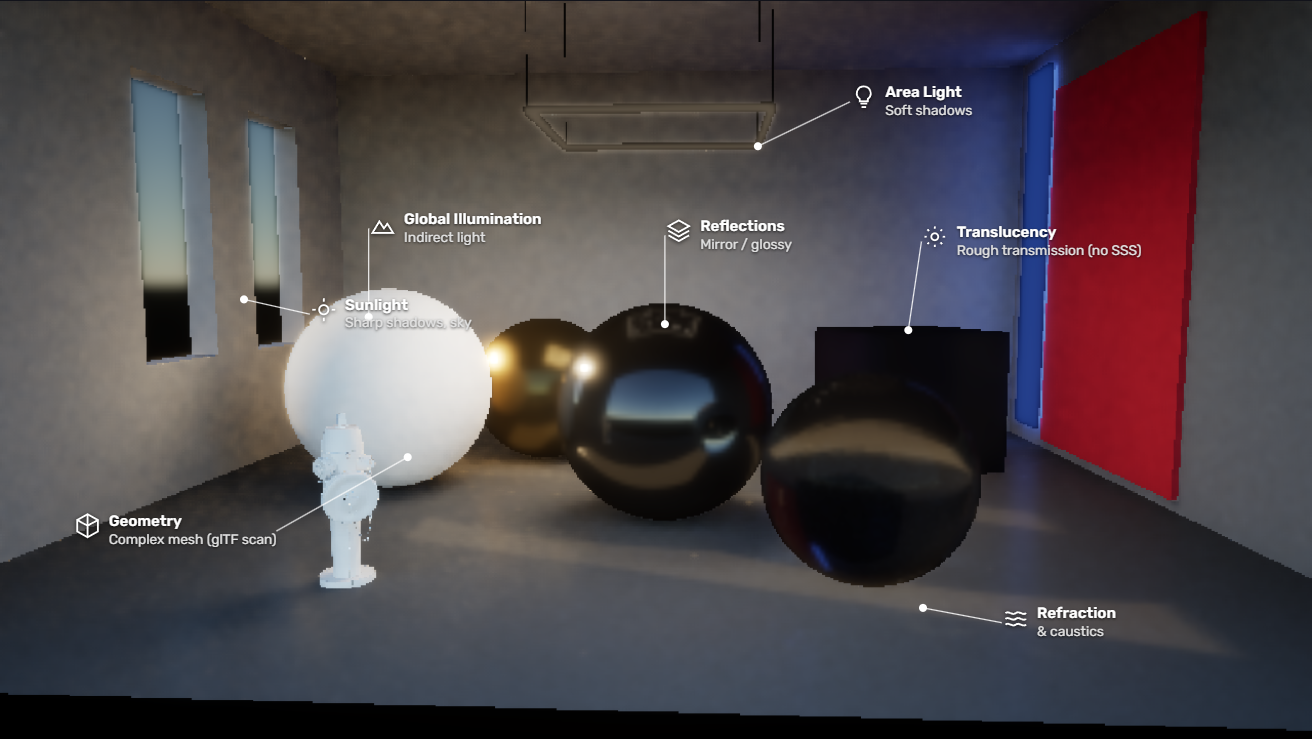 Area Light
Soft shadows
Global Illumination
Indirect light
Reflections
Mirror / glossy
Translucency
Rough transmission (no SSS)
Sunlight
Sharp shadows, sky
Geometry
Complex mesh (glTF scan)
Refraction
& caustics